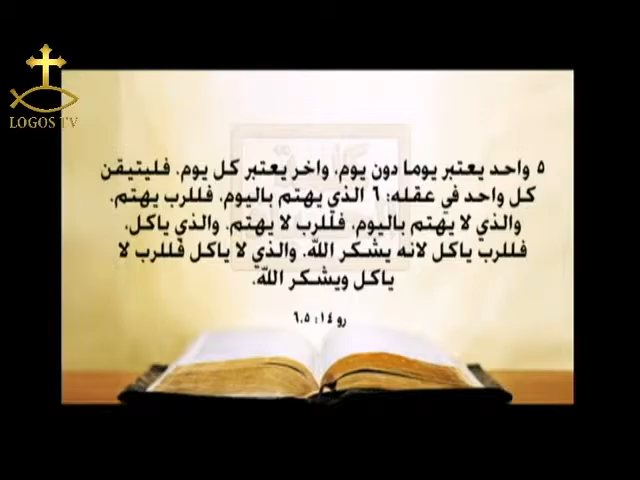 LOGOS TV
٥ واحد يعتبر يوما دون يوم، واخر يعتبر كل يوم. فليتيقن
كل واحد في عقله: ٦ الذي يهتم باليوم، فللرب يهتم.
والذي لا يهتم باليوم، فللرب لا يهتم. والذي ياكل،
فللرب ياكل لانه يشكر الله. والذي لا ياكل فللرب لا
ياكل ويشكر الله.
رو ١٤: ٦،٥